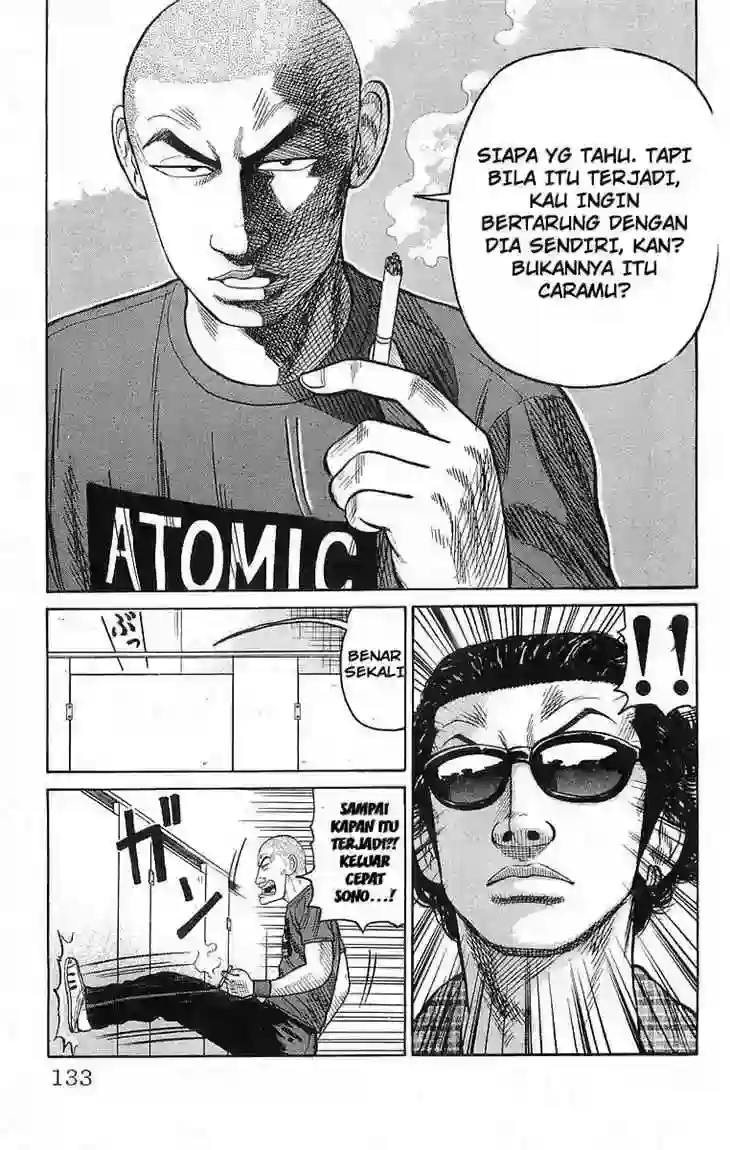 SIAPA YG TAHU. TAPI
BILA ITU TERJADI,
KAU INGIN
BERTARUNG DENGAN
DIA SENDIRI, KAN?
BUKANNYA ITU
CARAMU?
ATOMIC
!!
ぶっ
BENAR
SEKALI
SAMPAI
KAPAN ITU
TERJADI?!
KELUAR
CEPAT
SONO...!
ガン
133